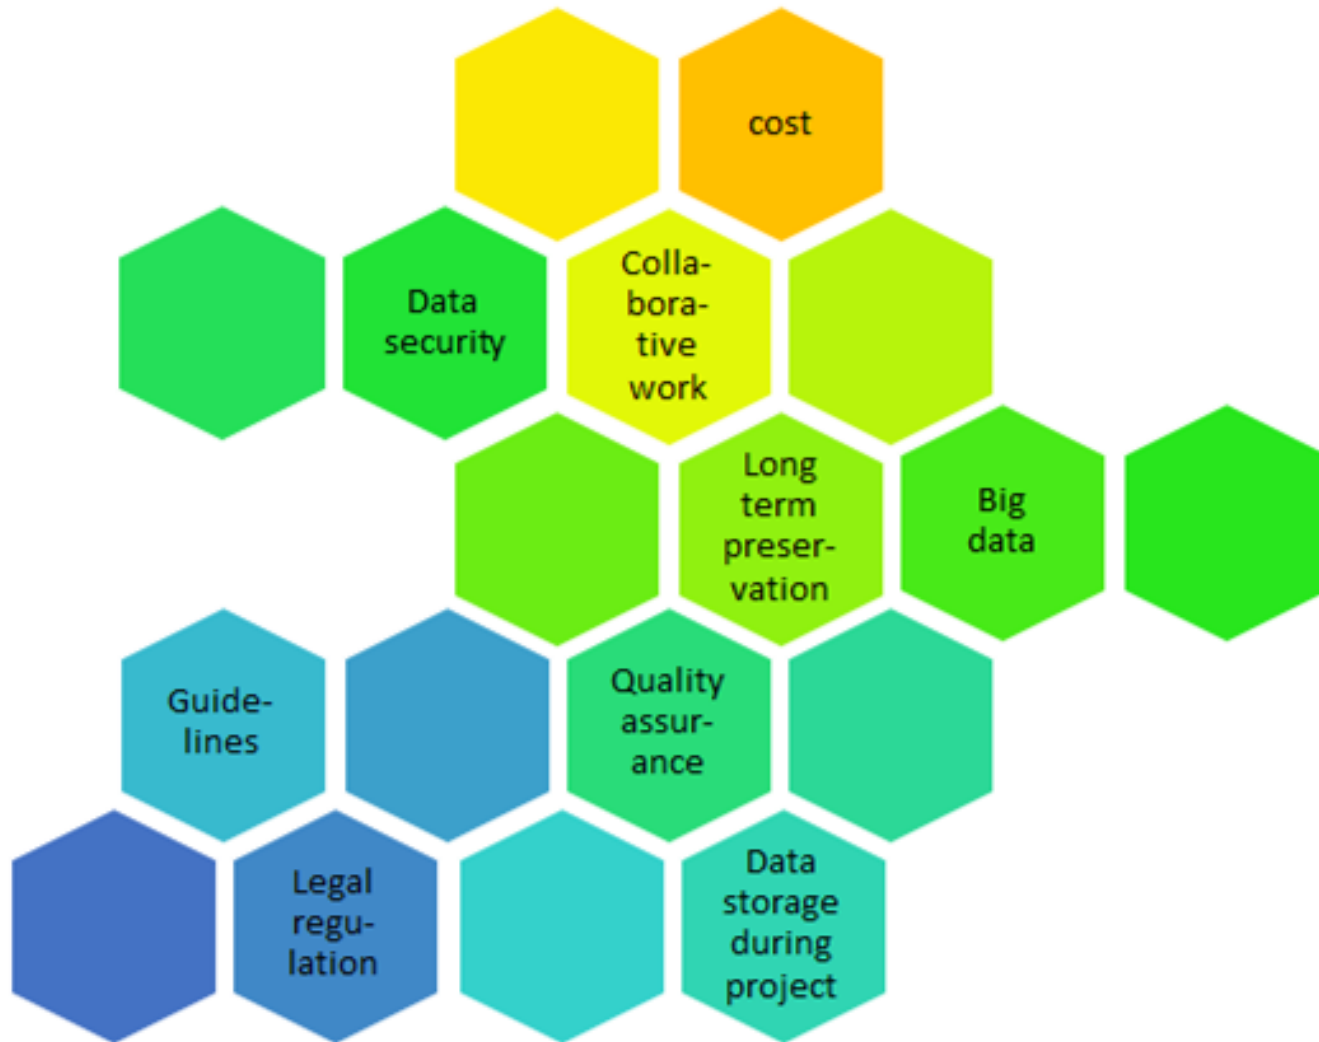 cost
Data
security
Colla-
bora-
tive
work
Long
term
preser-
vation
Big
data
Guide-
lines
Quality
assur-
ance
Legal
regu-
lation
Data
storage
during
project